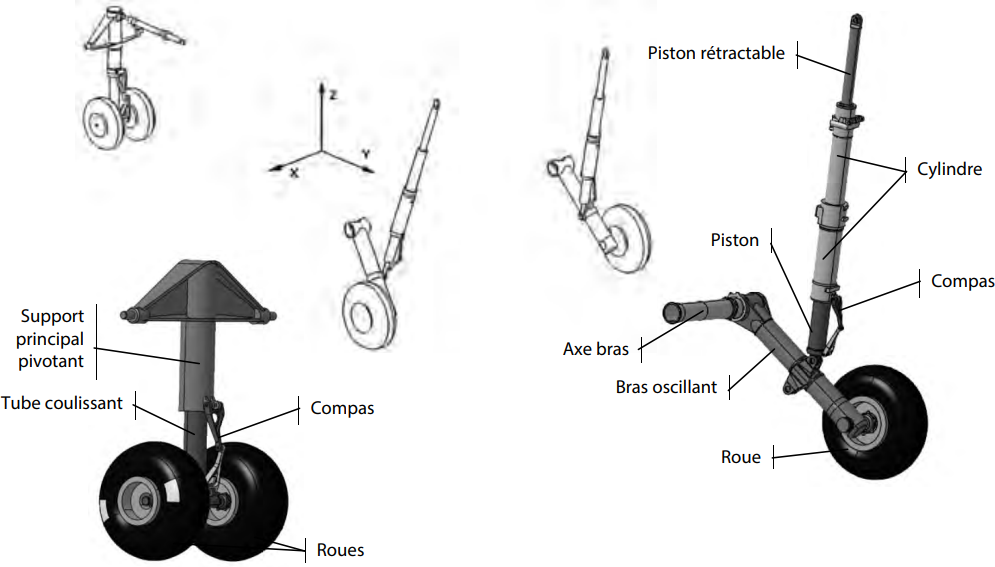 Piston rétractable
Z
Y
X
Cylindre
Piston
Compas
Support
principal
pivotant
Axe bras
Bras oscillant
Tube coulissant
Compas
Roue
Roues